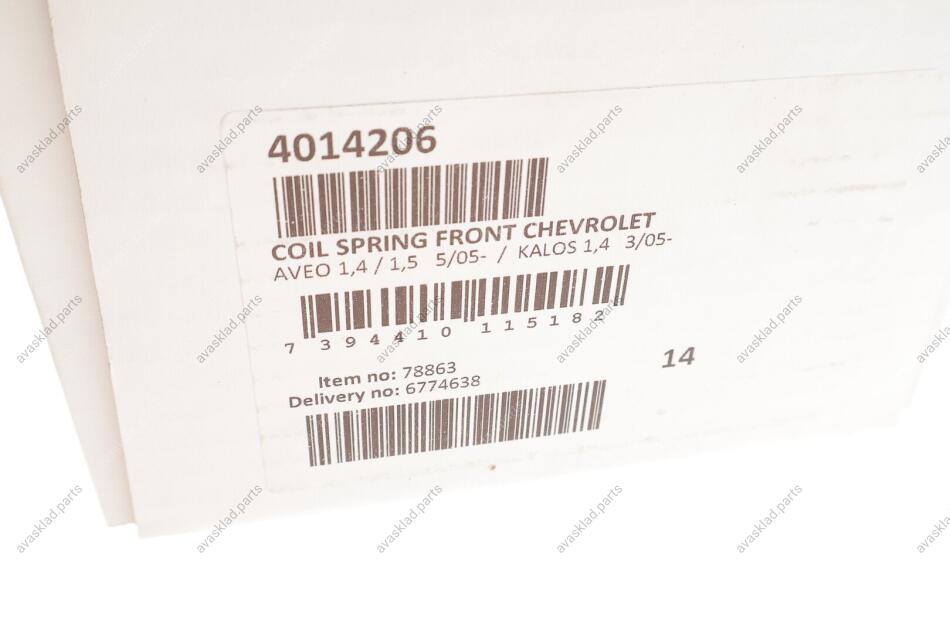 4014206
COIL SPRING FRONT CHEVROLET
AVEO 1,4 / 1,5 5/05- / KALOS 1,4 3/05-
7 394410 115182
14
Item no: 78863
Delivery no: 6774638
avasklad.parts